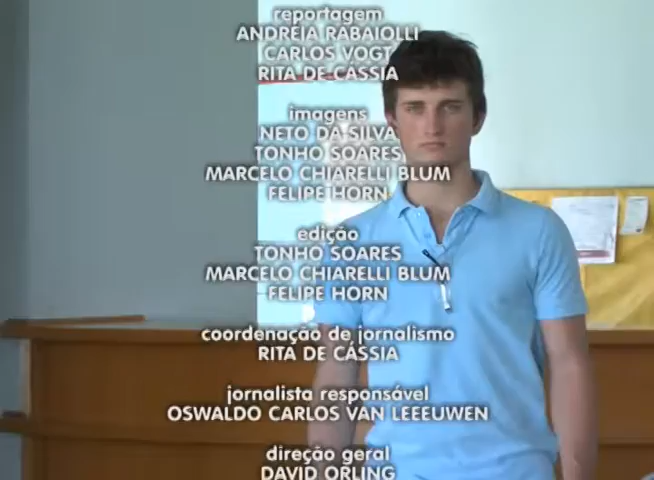 reportagem
ANDRÉIA RABAIOLLI
CARLOS VOGT
RITA DE CÁSSIA
imagens
NETO DA SILVA
TONHO SOARES
MARCELO CHIARELLI BLUM
FELIPE HORN
edição
TONHO SOARES
MARCELO CHIARELLI BLUM
FELIPE HORN
coordenação de jornalismo
RITA DE CÁSSIA
jornalista responsável
OSWALDO CARLOS VAN LEEEUWEN
direção geral
DAVID ORLING